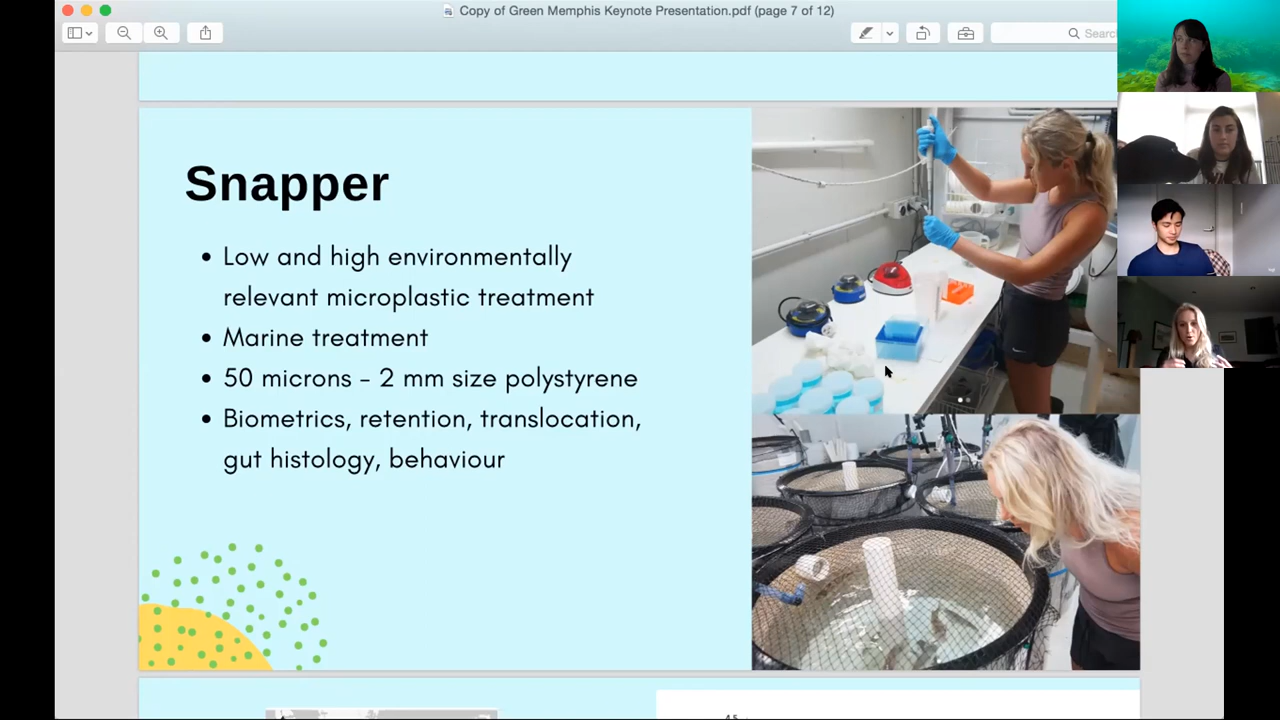 Copy of Green Memphis Keynote Presentation.pdf (page 7 of 12)
Search
Snapper
• Low and high environmentally
relevant microplastic treatment
• Marine treatment
• 50 microns - 2 mm size polystyrene
• Biometrics, retention, translocation,
gut histology, behaviour